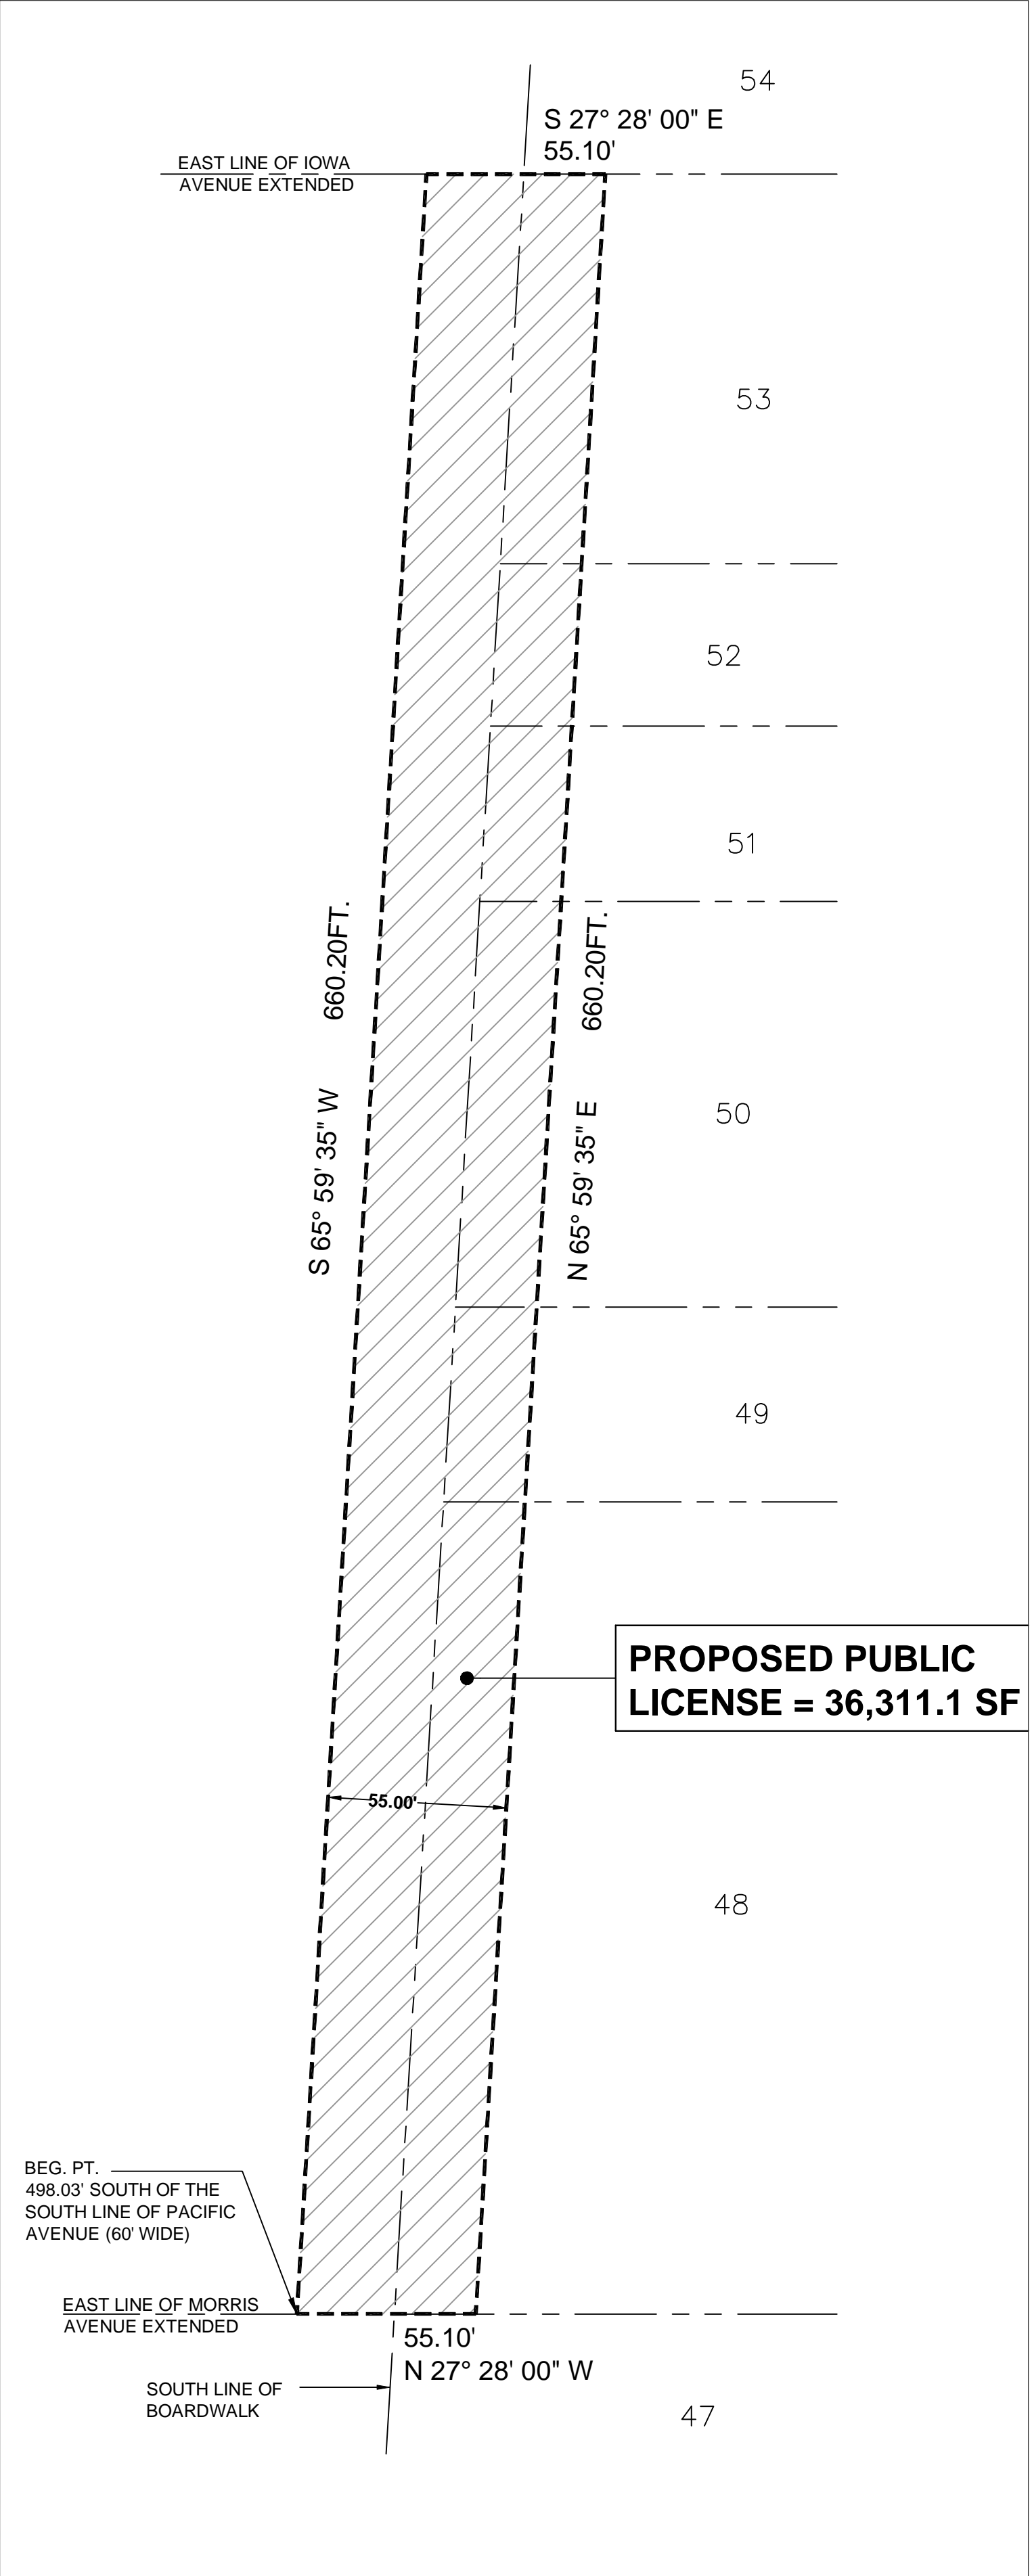 54
S 27° 28' 00" E
55.10'
EAST LINE OF IOWA
AVENUE EXTENDED
53
52
51
660.20FT.
660.20FT.
S 65° 59' 35" W
N 65° 59' 35" E
50
49
PROPOSED PUBLIC
LICENSE = 36,311.1 SF
55.00'
48
BEG. PT.
498.03' SOUTH OF THE
SOUTH LINE OF PACIFIC
AVENUE (60' WIDE)
EAST LINE OF MORRIS
AVENUE EXTENDED
55.10'
N 27° 28' 00" W
SOUTH LINE OF
BOARDWALK
47